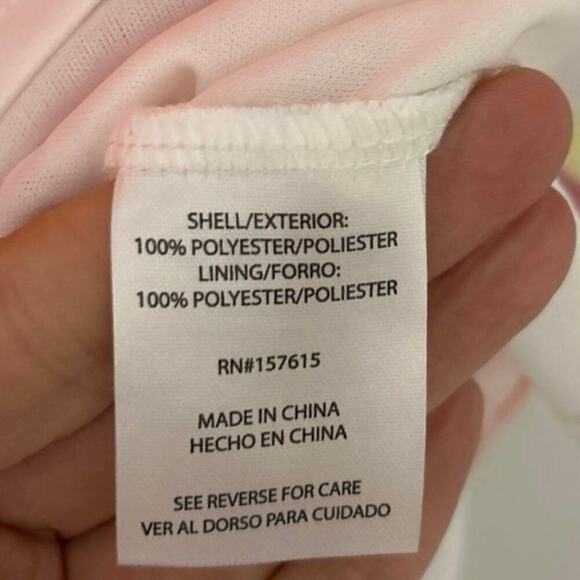 SHELL/EXTERIOR:
100% POLYESTER/POLIESTER
LINING/FORRO:
100% POLYESTER/POLIESTER
RN#157615
MADE IN CHINA
HECHO EN CHINA
SEE REVERSE FOR CARE
VER AL DORSO PARA CUIDADO